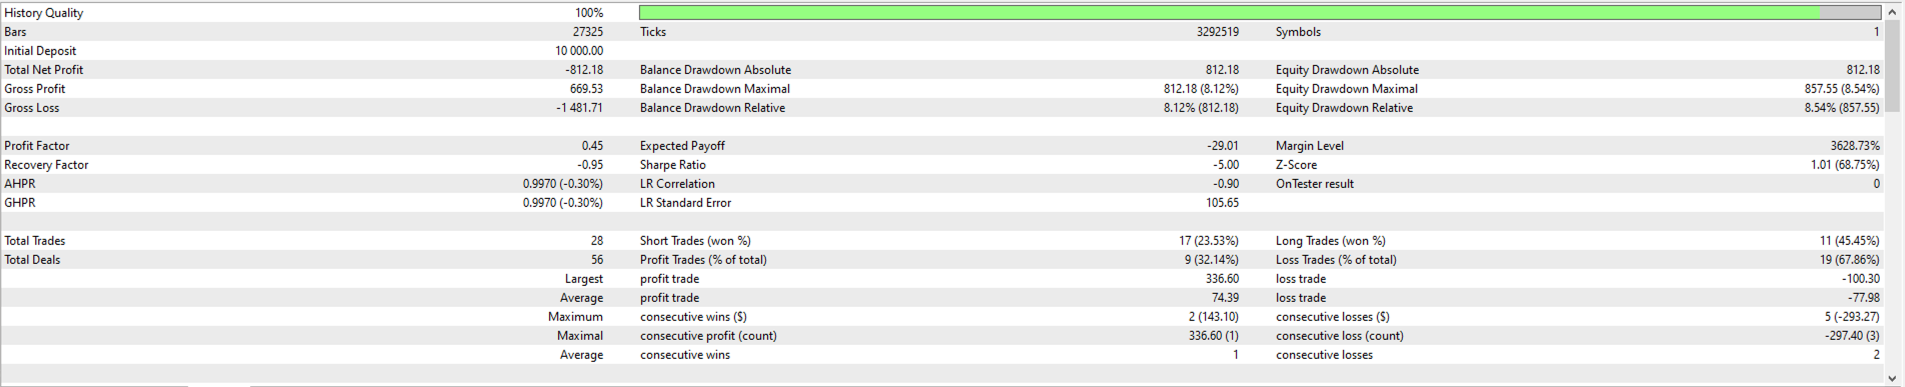 History Quality 100%
Bars 27325 Ticks 3292519 Symbols 1
Initial Deposit 10 000.00
Total Net Profit -812.18 Balance Drawdown Absolute 812.18 Equity Drawdown Absolute 812.18
Gross Profit 669.53 Balance Drawdown Maximal 812.18 (8.12%) Equity Drawdown Maximal 857.55 (8.54%)
Gross Loss -1 481.71 Balance Drawdown Relative 8.12% (812.18) Equity Drawdown Relative 8.54% (857.55)
Profit Factor 0.45 Expected Payoff -29.01 Margin Level 3628.73%
Recovery Factor -0.95 Sharpe Ratio -5.00 Z-Score 1.01 (68.75%)
AHPR 0.9970 (-0.30%) LR Correlation -0.90 OnTester result 0
GHPR 0.9970 (-0.30%) LR Standard Error 105.65
Total Trades 28 Short Trades (won %) 17 (23.53%) Long Trades (won %) 11 (45.45%)
Total Deals 56 Profit Trades (% of total) 9 (32.14%) Loss Trades (% of total) 19 (67.86%)
Largest profit trade 336.60 loss trade -100.30
Average profit trade 74.39 loss trade -77.98
Maximum consecutive wins ($) 2 (143.10) consecutive losses ($) 5 (-293.27)
Maximal consecutive profit (count) 336.60 (1) consecutive loss (count) -297.40 (3)
Average consecutive wins 1 consecutive losses 2